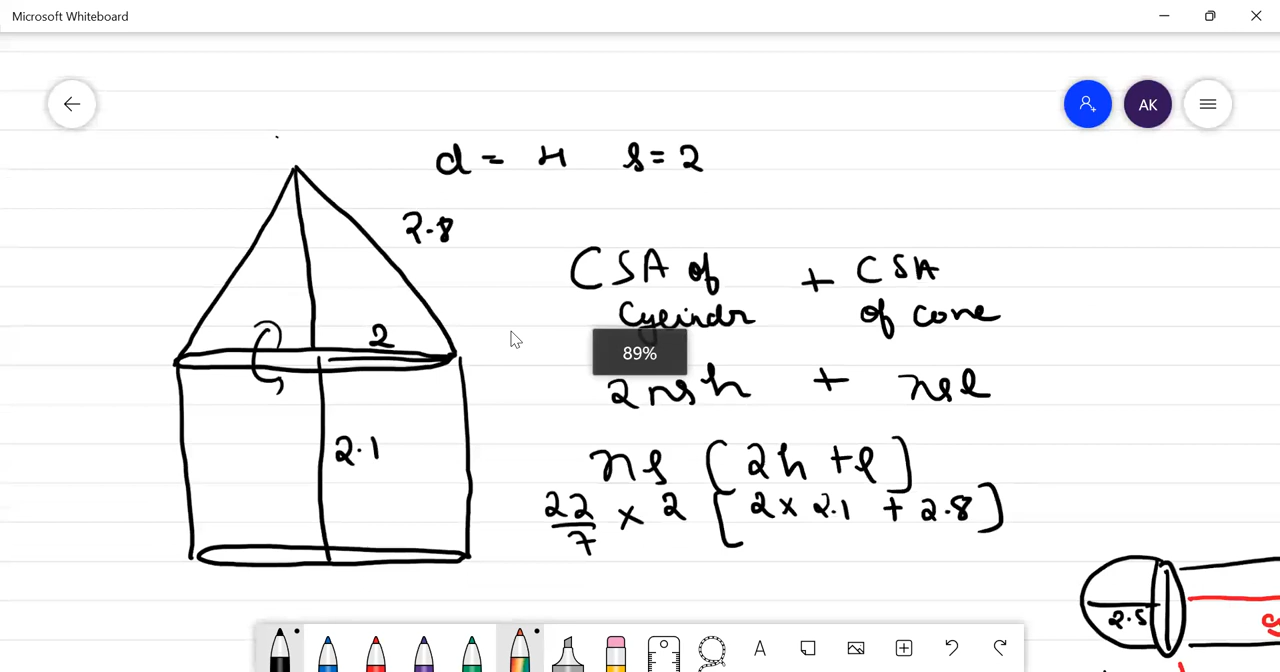 Microsoft Whiteboard
AK
d = 4 r = 2
2.8
CSA of cylindr + CSA of cone
2
89%
2πrh + πrl
2.1
πr [2h + l]
22/7 × 2 [2 × 2.1 + 2.8]
2.5
A